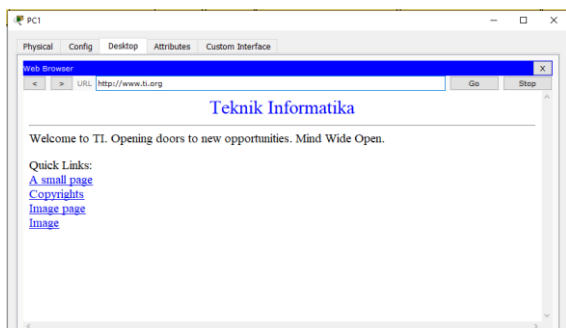 PC1
Physical Config Desktop Attributes Custom Interface
Web Browser X
< > URL http://www.ti.org Go Stop
Teknik Informatika
Welcome to TI. Opening doors to new opportunities. Mind Wide Open.
Quick Links:
A small page
Copyrights
Image page
Image